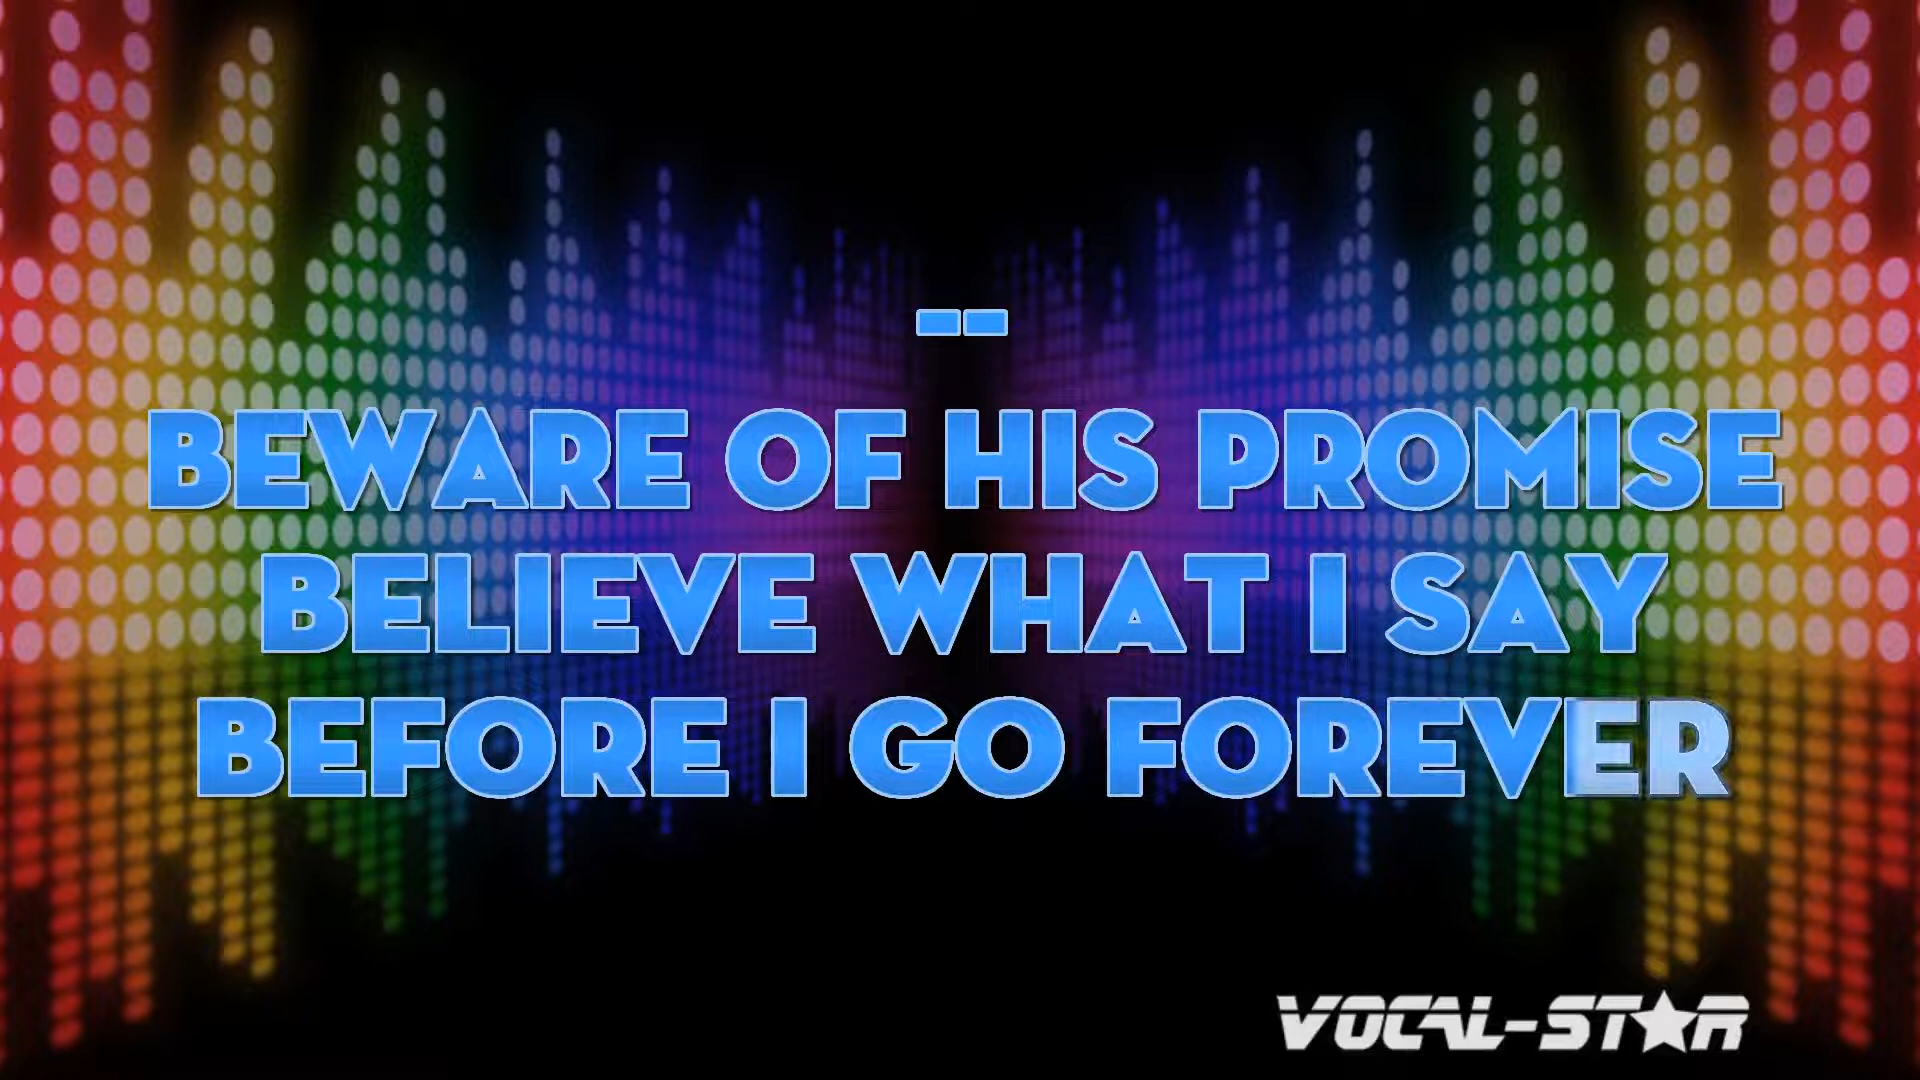 --
BEWARE OF HIS PROMISE
BELIEVE WHAT I SAY
BEFORE I GO FOREVER
VOCAL-STAR